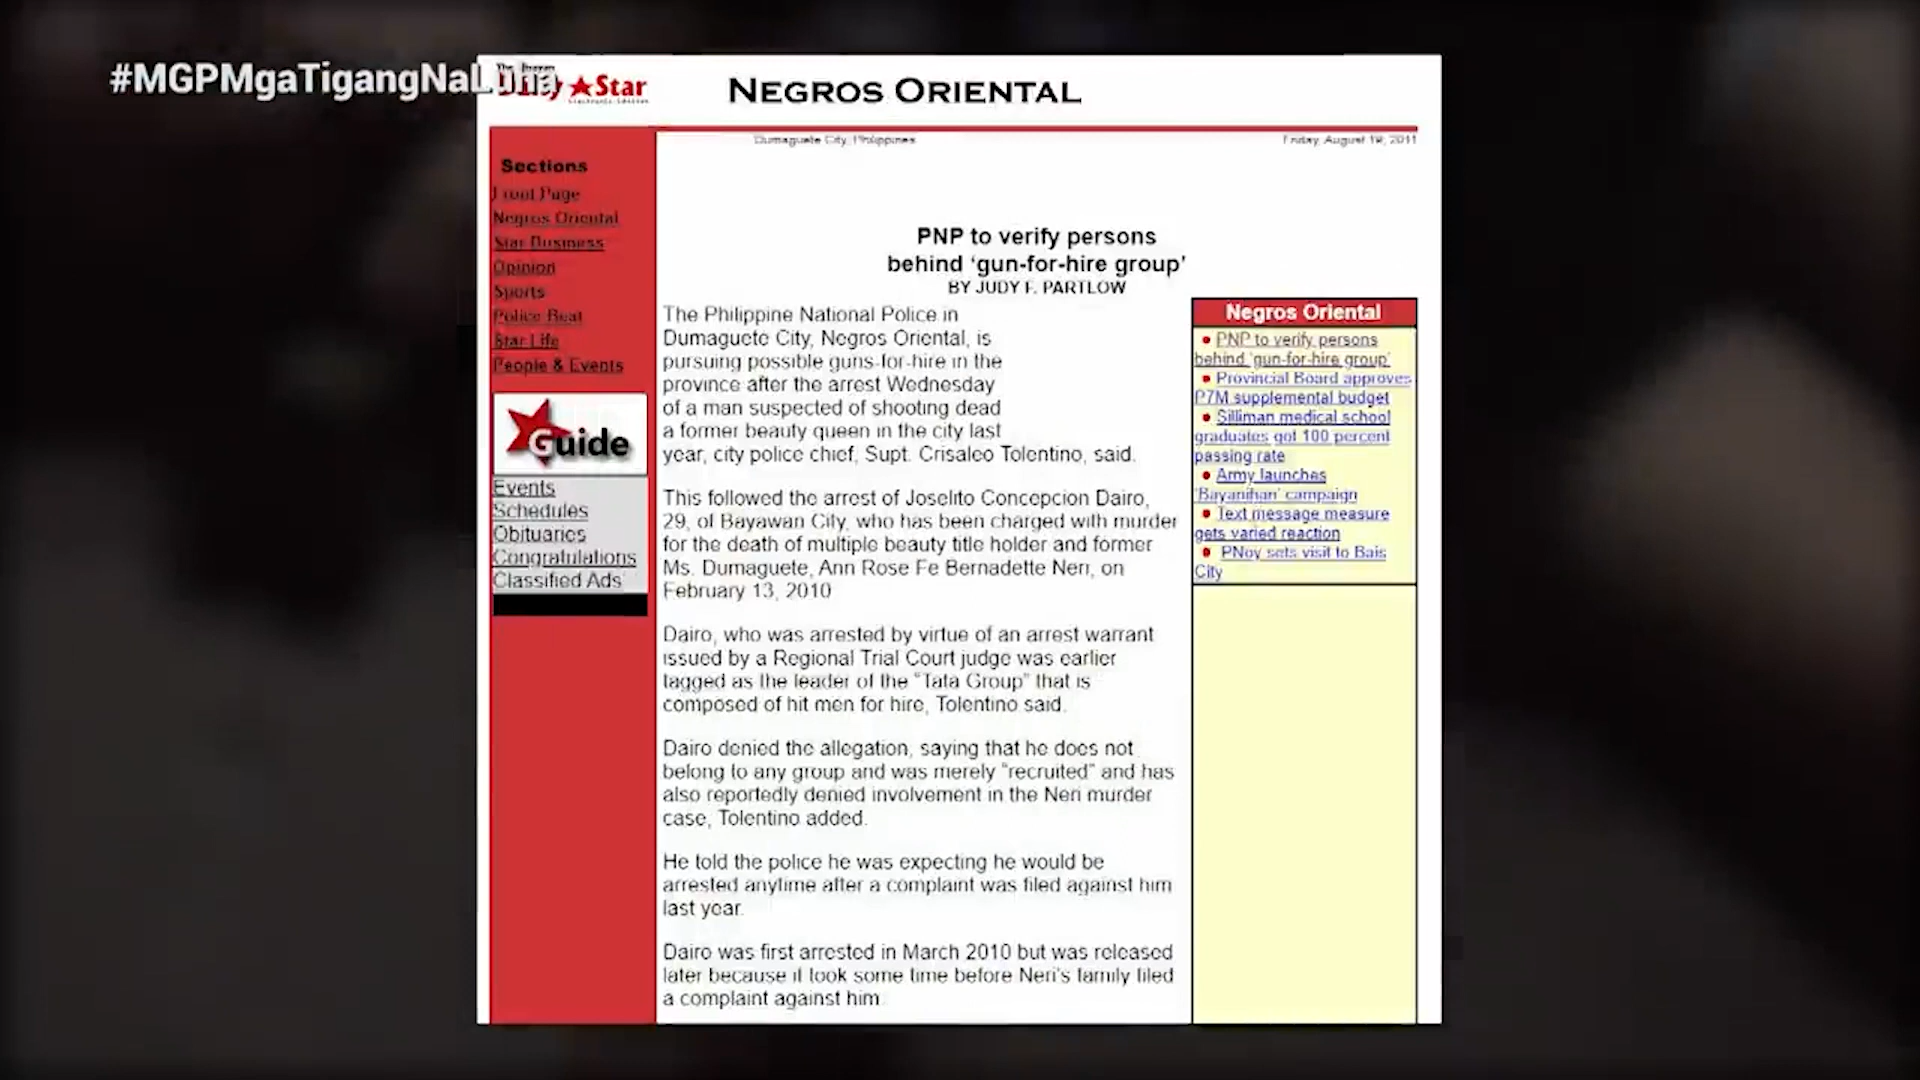 #MGPMgaTigangNaLuha
Daily Star
NEGROS ORIENTAL
Dumaguete City, Philippines
Friday, August 19, 2011
Sections
Front Page
Negros Oriental
Star Business
Opinion
Sports
Police Beat
Star Life
People & Events
Guide
Events
Schedules
Obituaries
Congratulations
Classified Ads
PNP to verify persons
behind ‘gun-for-hire group’
BY JUDY F. PARTLOW
The Philippine National Police in
Dumaguete City, Negros Oriental, is
pursuing possible guns-for-hire in the
province after the arrest Wednesday
of a man suspected of shooting dead
a former beauty queen in the city last
year, city police chief, Supt. Crisaleo Tolentino, said.
This followed the arrest of Joselito Concepcion Dairo,
29, of Bayawan City, who has been charged with murder
for the death of multiple beauty title holder and former
Ms. Dumaguete, Ann Rose Fe Bernadette Neri, on
February 13, 2010
Dairo, who was arrested by virtue of an arrest warrant
issued by a Regional Trial Court judge was earlier
tagged as the leader of the “Tata Group” that is
composed of hit men for hire, Tolentino said.
Dairo denied the allegation, saying that he does not
belong to any group and was merely “recruited” and has
also reportedly denied involvement in the Neri murder
case, Tolentino added.
He told the police he was expecting he would be
arrested anytime after a complaint was filed against him
last year.
Dairo was first arrested in March 2010 but was released
later because it took some time before Neri’s family filed
a complaint against him.
Negros Oriental
PNP to verify persons
behind ‘gun-for-hire group’
Provincial Board approves
P7M supplemental budget
Silliman medical school
graduates got 100 percent
passing rate
Army launches
‘Bayanihan’ campaign
Text message measure
gets varied reaction
PNoy sets visit to Bais
City